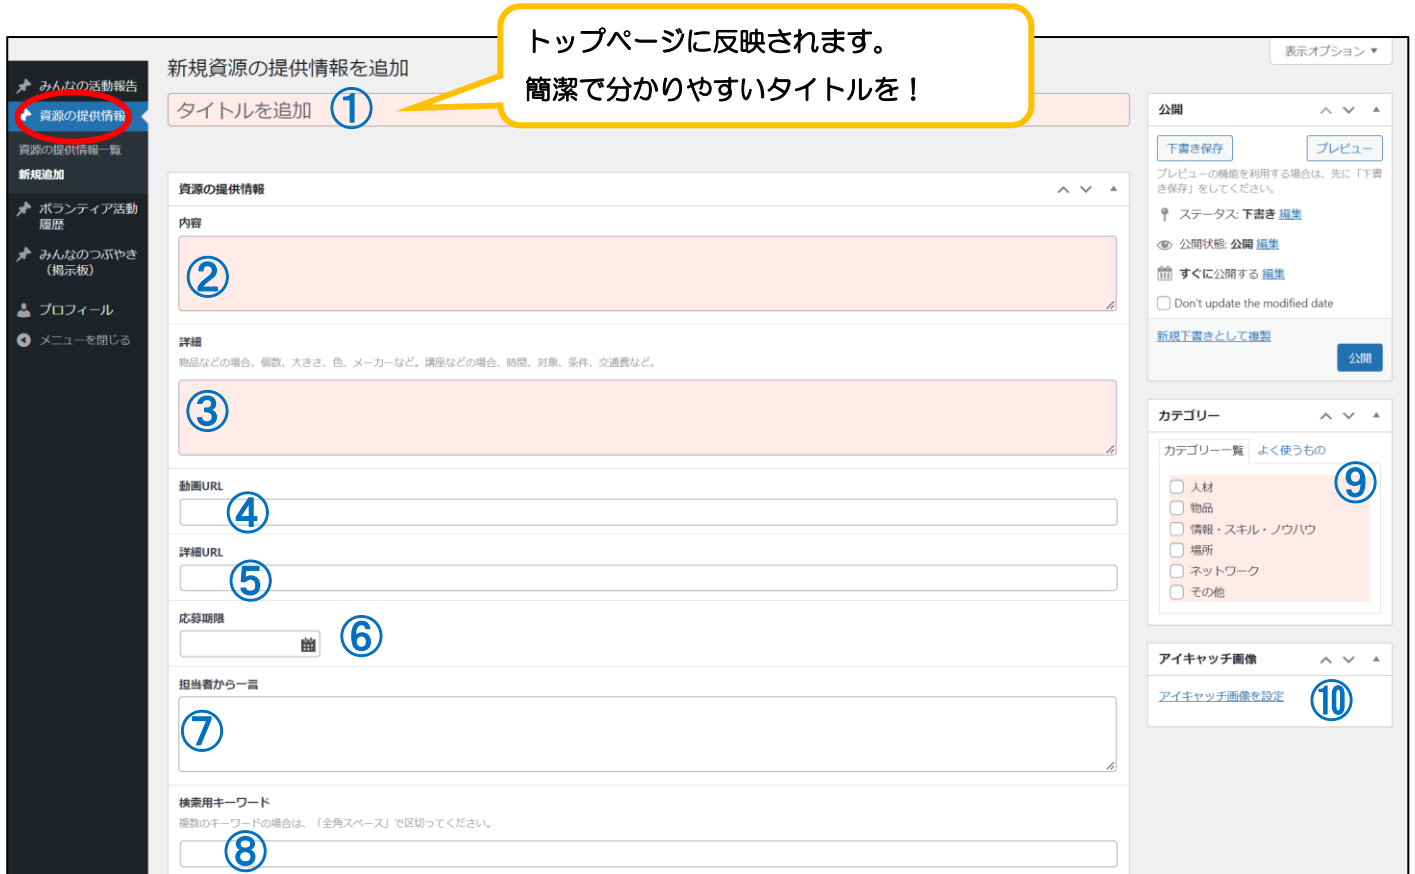 トップページに反映されます。
簡潔で分かりやすいタイトルを！
表示オプション ▼
みんなの活動報告
資源の提供情報
資源の提供情報一覧
新規追加
ボランティア活動
履歴
みんなのつぶやき
（掲示板）
プロフィール
メニューを閉じる
新規資源の提供情報を追加
タイトルを追加 ①
資源の提供情報
内容
②
詳細
物品などの場合、個数、大きさ、色、メーカーなど。講座などの場合、時間、対象、条件、交通費など。
③
動画URL
④
詳細URL
⑤
応募期限
⑥
担当者から一言
⑦
検索用キーワード
複数のキーワードの場合は、「全角スペース」で区切ってください。
⑧
公開
下書き保存 プレビュー
プレビューの機能を利用する場合は、先に「下書
き保存」をしてください。
ステータス: 下書き 編集
公開状態: 公開 編集
すぐに公開する 編集
Don't update the modified date
新規下書きとして複製
公開
カテゴリー
カテゴリー一覧 よく使うもの
⑨
人材
物品
情報・スキル・ノウハウ
場所
ネットワーク
その他
アイキャッチ画像
アイキャッチ画像を設定 ⑩